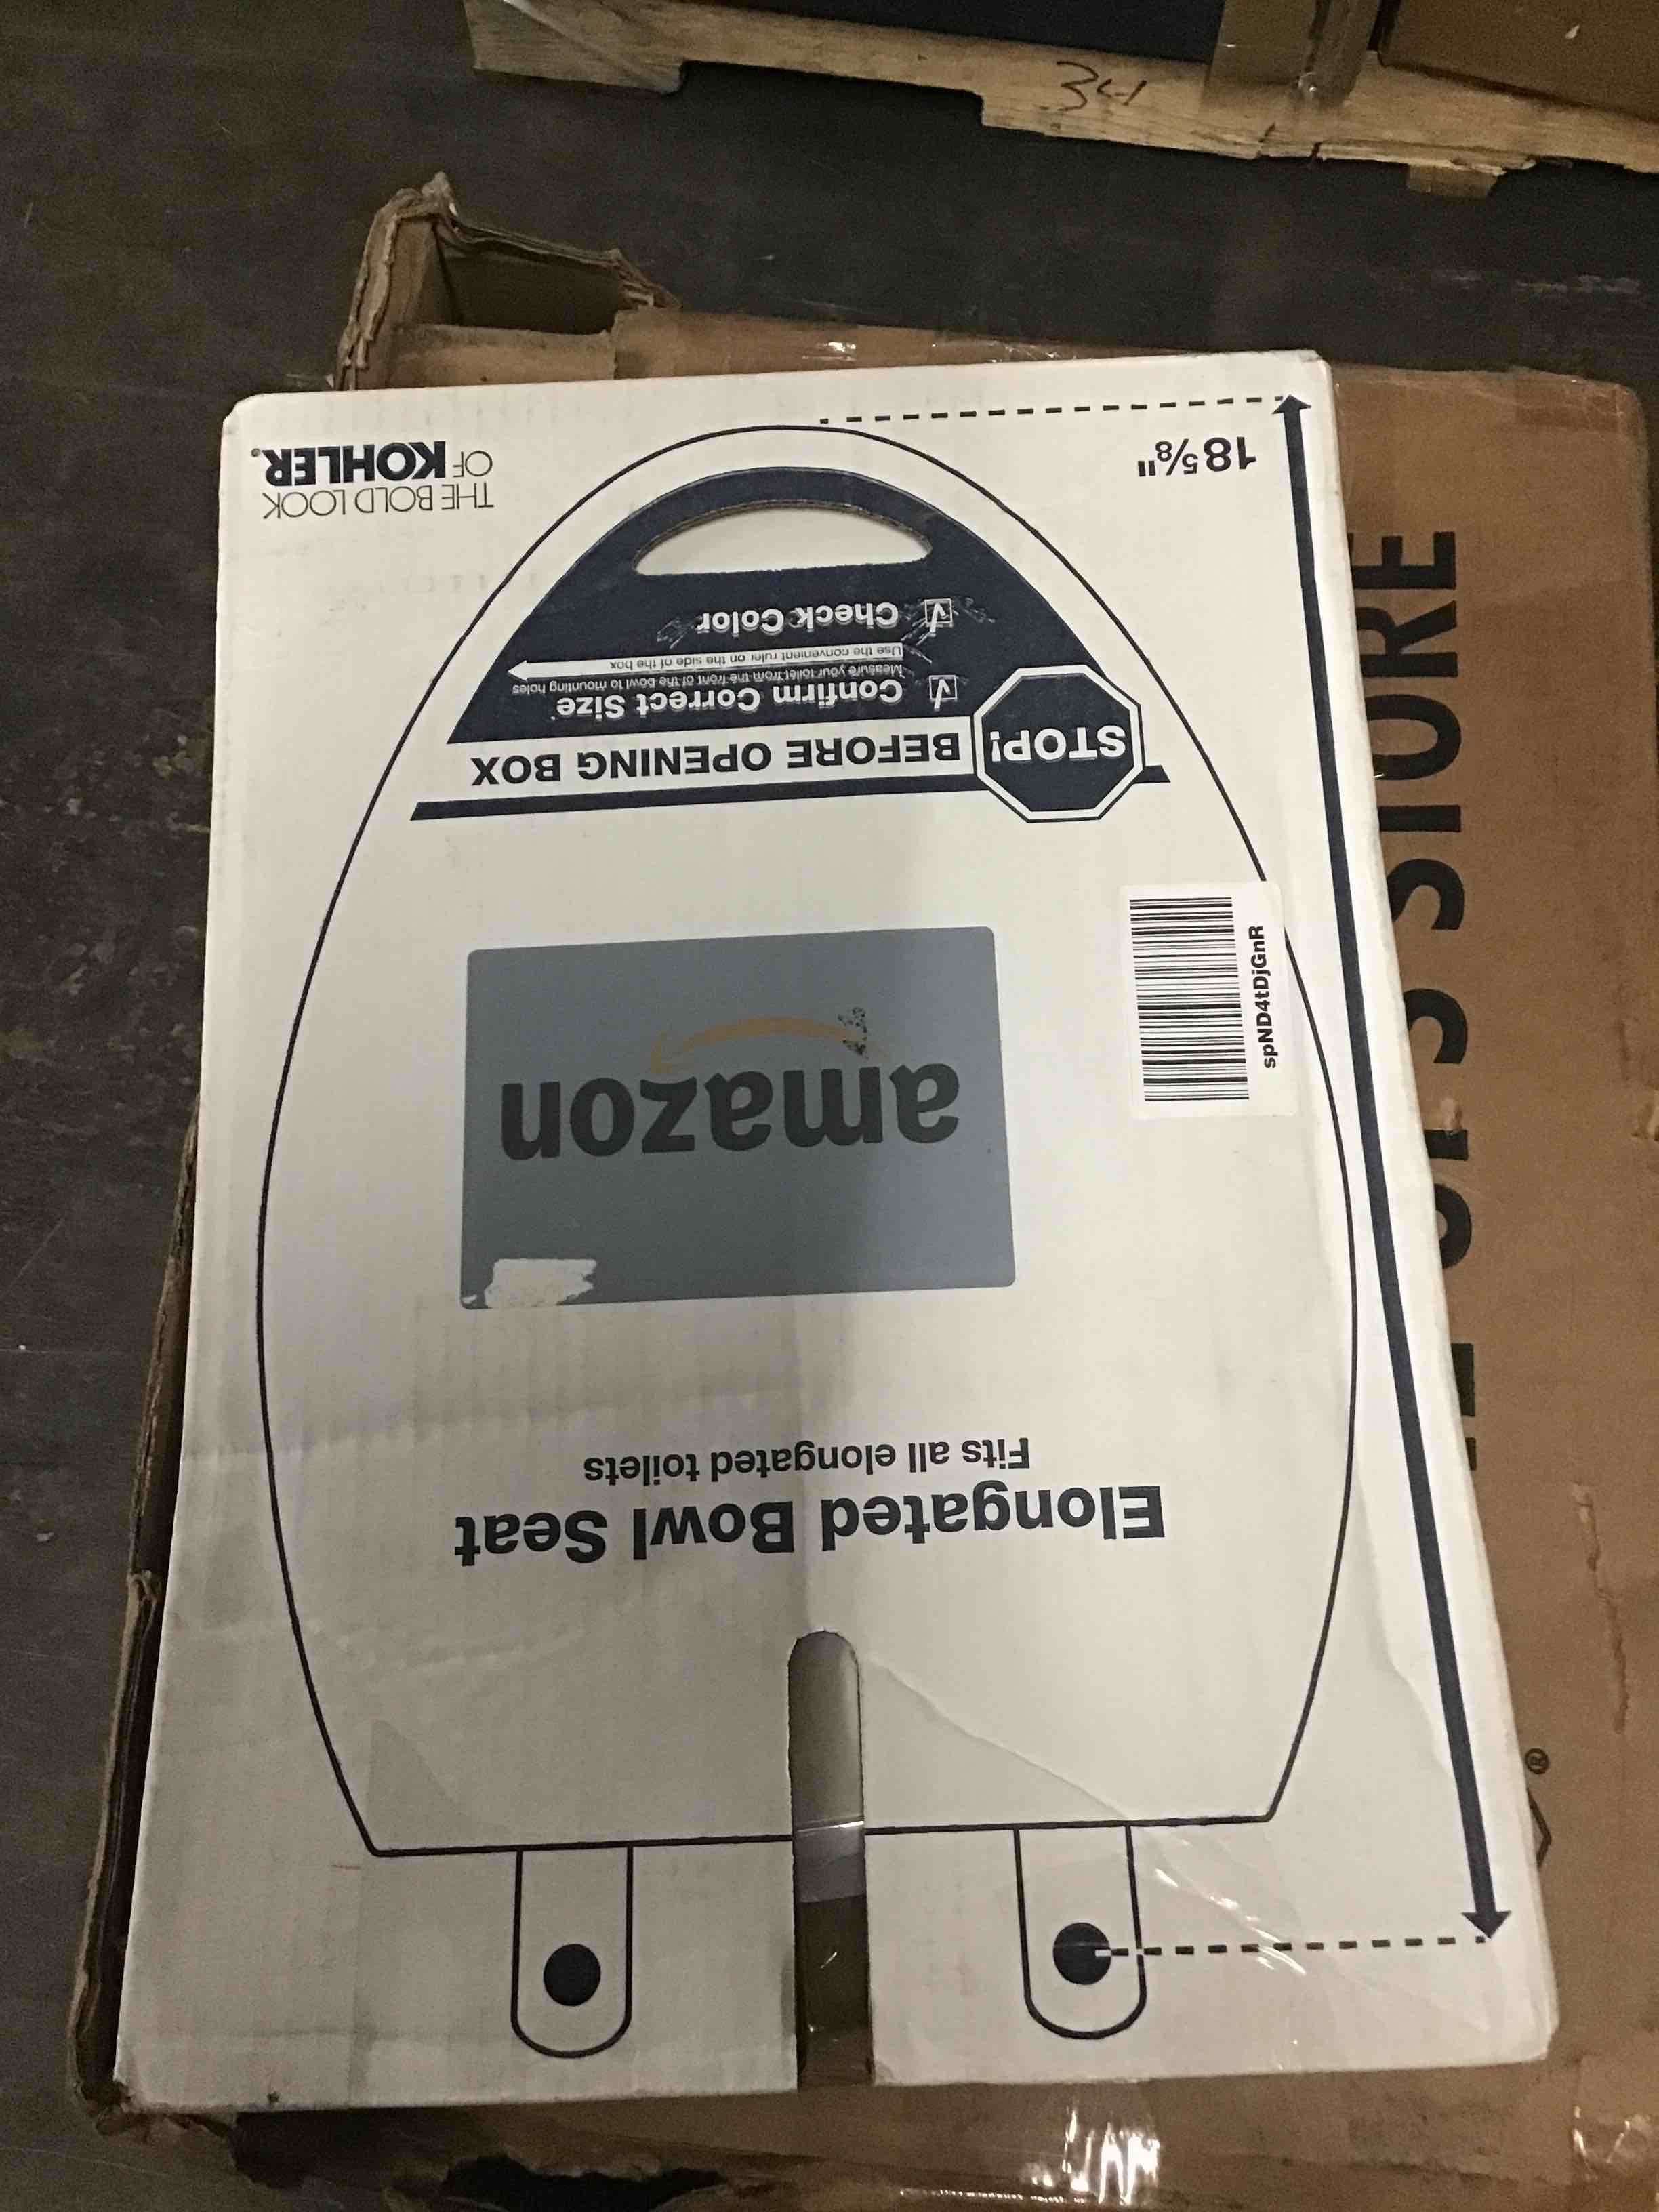 Elongated Bowl Seat
Fits all elongated toilets
amazon
spND4tDjGnR
STOP! BEFORE OPENING BOX
√ Confirm Correct Size
Measure your toilet from the front of the bowl to mounting holes
Use the convenient ruler on the side of the box
√ Check Color
18⅝"
THE BOLD LOOK
OF KOHLER®
STORE
®
34